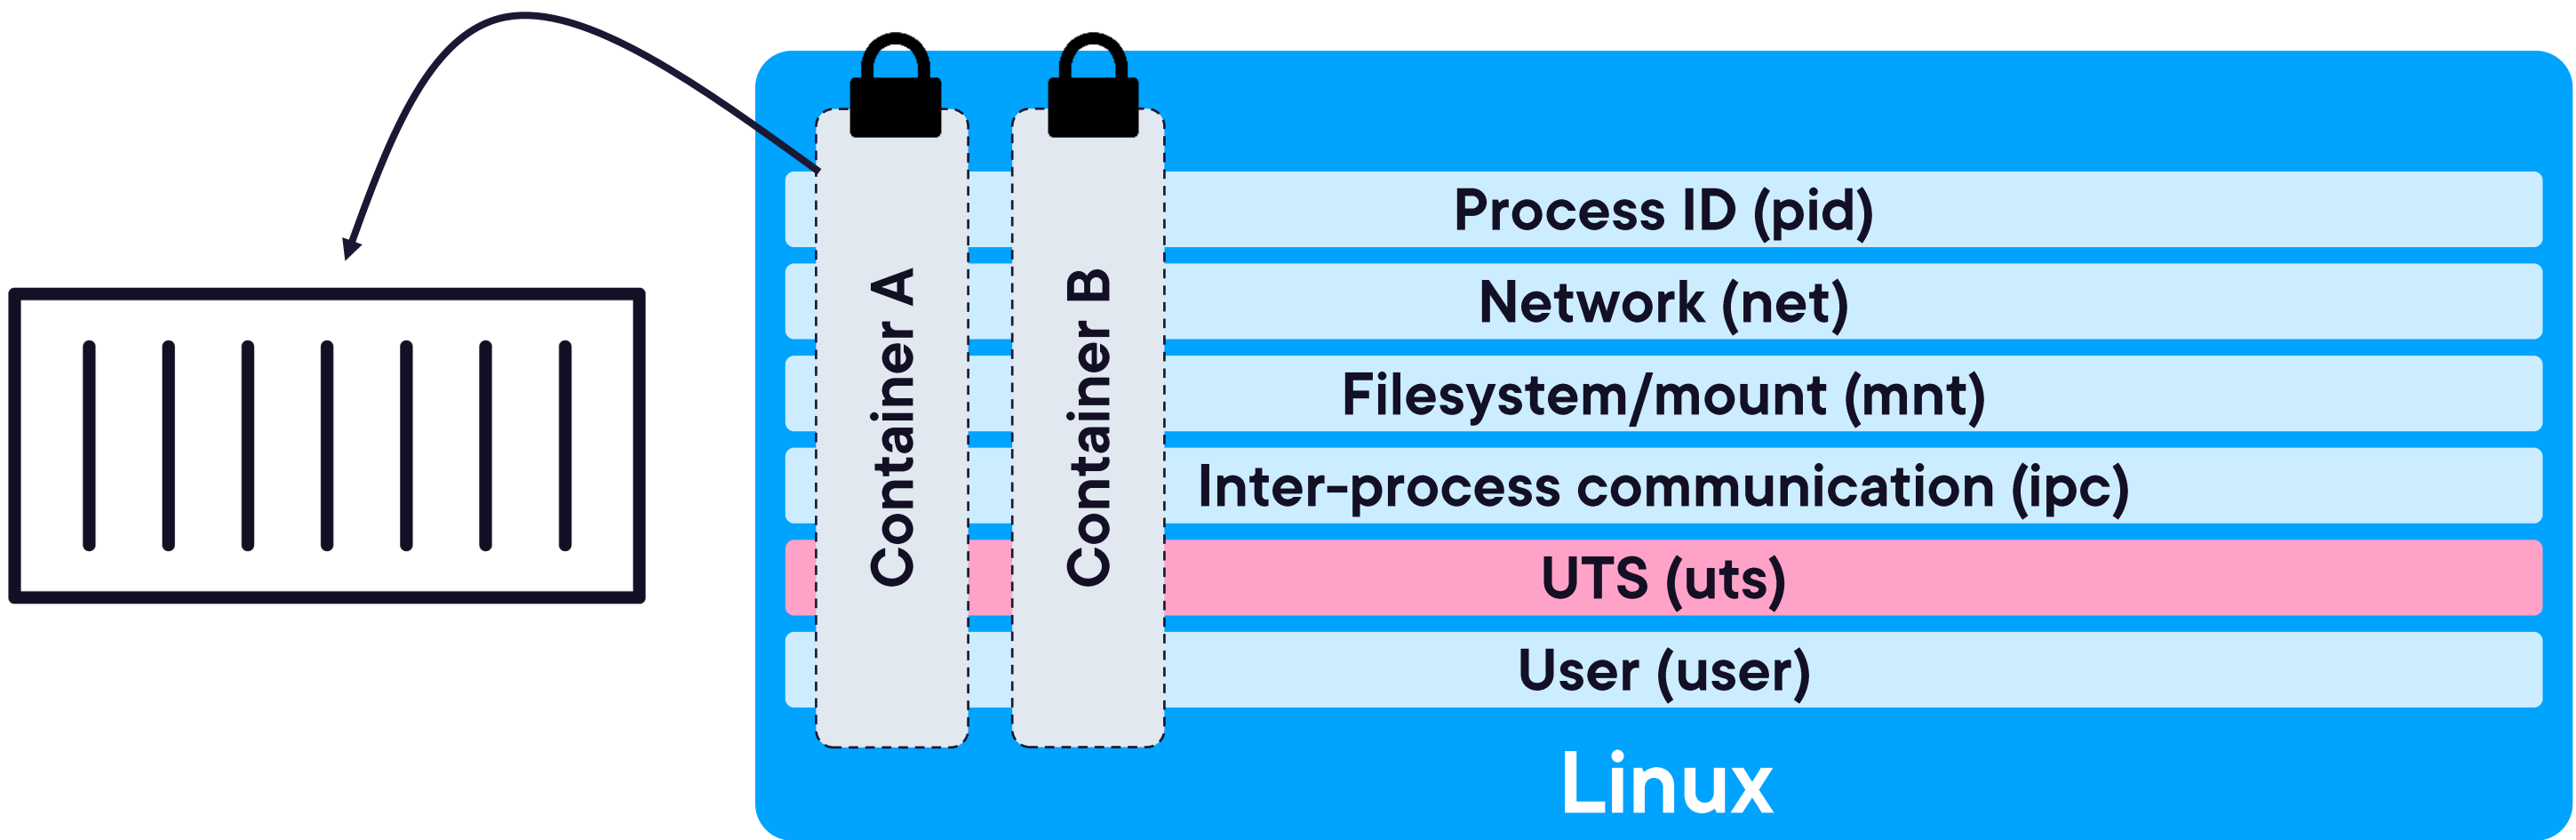 Container A
Container B
Process ID (pid)
Network (net)
Filesystem/mount (mnt)
Inter-process communication (ipc)
UTS (uts)
User (user)
Linux